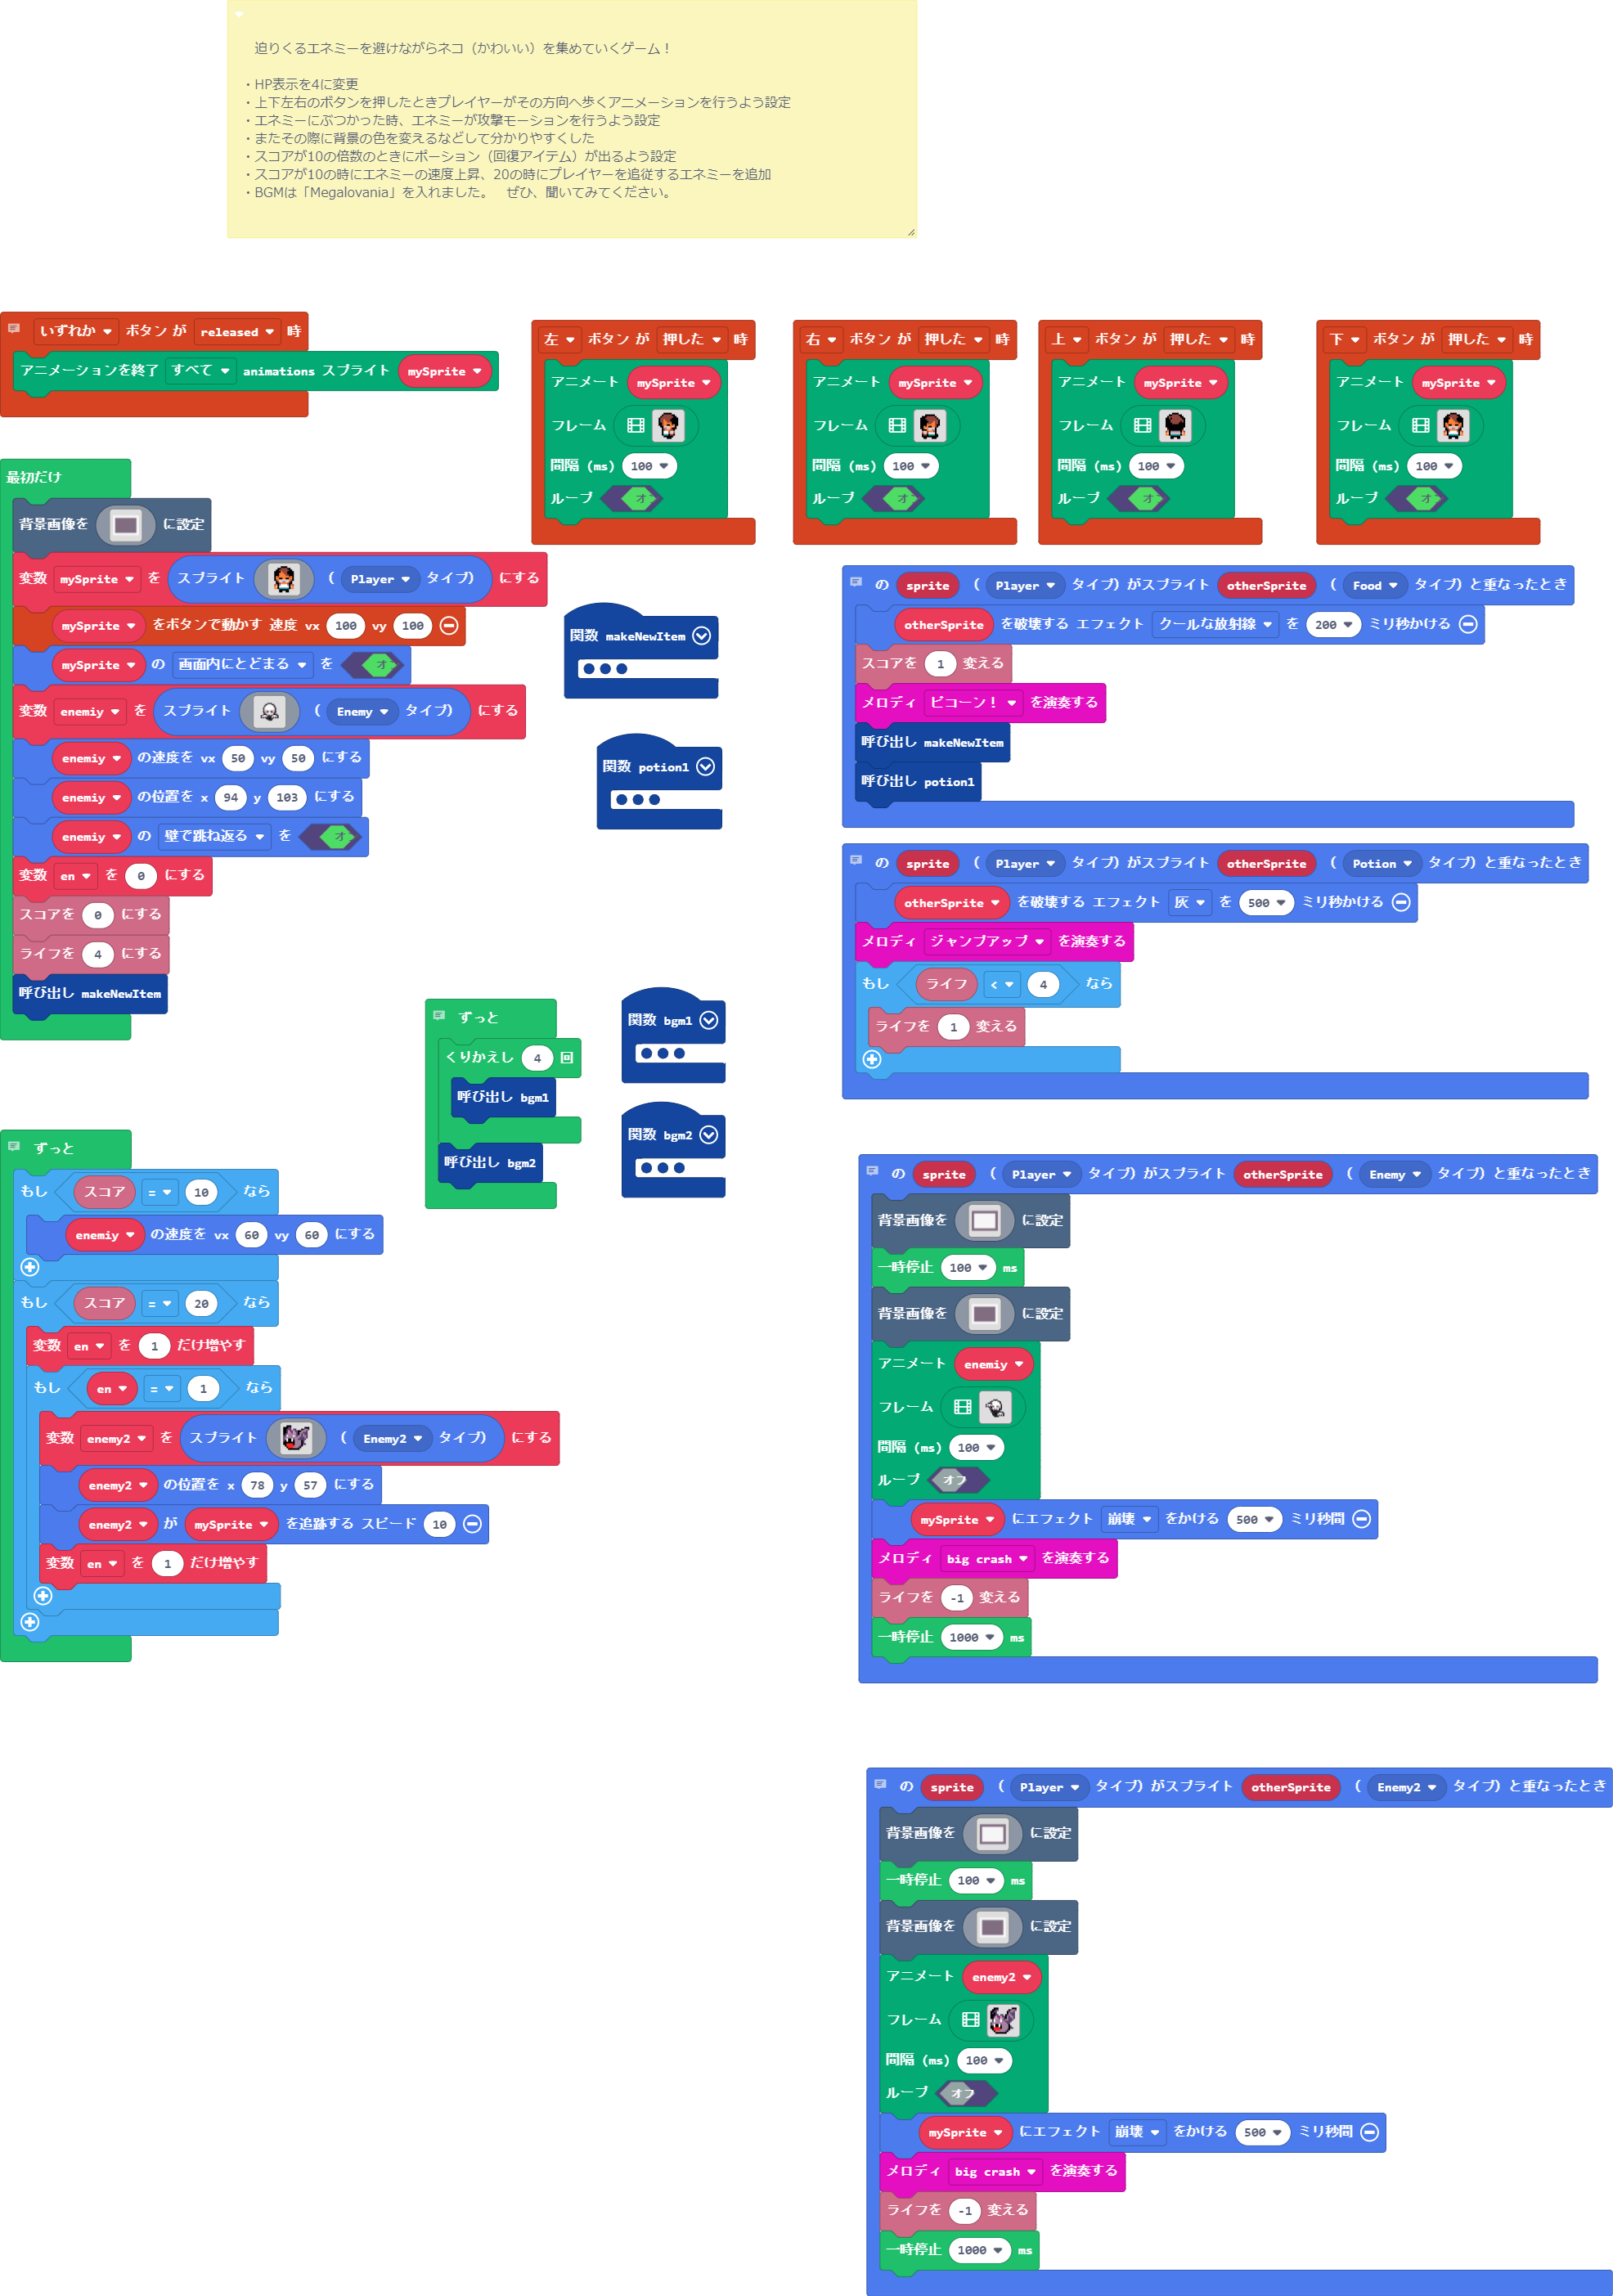 迫りくるエネミーを避けながらネコ（かわいい）を集めていくゲーム！
・HP表示を4に変更
・上下左右のボタンを押したときプレイヤーがその方向へ歩くアニメーションを行うよう設定
・エネミーにぶつかった時、エネミーが攻撃モーションを行うよう設定
・またその際に背景の色を変えるなどして分かりやすくした
・スコアが10の倍数のときにポーション（回復アイテム）が出るよう設定
・スコアが10の時にエネミーの速度上昇、20の時にプレイヤーを追従するエネミーを追加
・BGMは「Megalovania」を入れました。　ぜひ、聞いてみてください。
いずれか ボタン が released 時
アニメーションを終了 すべて animations スプライト mySprite
左 ボタン が 押した 時
アニメート mySprite
フレーム
間隔 (ms) 100
ループ オ
右 ボタン が 押した 時
アニメート mySprite
フレーム
間隔 (ms) 100
ループ オ
上 ボタン が 押した 時
アニメート mySprite
フレーム
間隔 (ms) 100
ループ オ
下 ボタン が 押した 時
アニメート mySprite
フレーム
間隔 (ms) 100
ループ オ
最初だけ
背景画像を に設定
変数 mySprite を スプライト ( Player タイプ) にする
mySprite をボタンで動かす 速度 vx 100 vy 100
mySprite の 画面内にとどまる を オ
変数 enemiy を スプライト ( Enemy タイプ) にする
enemiy の速度を vx 50 vy 50 にする
enemiy の位置を x 94 y 103 にする
enemiy の 壁で跳ね返る を オ
変数 en を 0 にする
スコアを 0 にする
ライフを 4 にする
呼び出し makeNewItem
関数 makeNewItem
関数 potion1
の sprite ( Player タイプ) がスプライト otherSprite ( Food タイプ) と重なったとき
otherSprite を破壊する エフェクト クールな放射線 を 200 ミリ秒かける
スコアを 1 変える
メロディ ピコーン！ を演奏する
呼び出し makeNewItem
呼び出し potion1
の sprite ( Player タイプ) がスプライト otherSprite ( Potion タイプ) と重なったとき
otherSprite を破壊する エフェクト 灰 を 500 ミリ秒かける
メロディ ジャンプアップ を演奏する
もし ライフ < 4 なら
ライフを 1 変える
ずっと
くりかえし 4 回
呼び出し bgm1
呼び出し bgm2
関数 bgm1
関数 bgm2
ずっと
もし スコア = 10 なら
enemiy の速度を vx 60 vy 60 にする
もし スコア = 20 なら
変数 en を 1 だけ増やす
もし en = 1 なら
変数 enemy2 を スプライト ( Enemy2 タイプ) にする
enemy2 の位置を x 78 y 57 にする
enemy2 が mySprite を追跡する スピード 10
変数 en を 1 だけ増やす
の sprite ( Player タイプ) がスプライト otherSprite ( Enemy タイプ) と重なったとき
背景画像を に設定
一時停止 100 ms
背景画像を に設定
アニメート enemiy
フレーム
間隔 (ms) 100
ループ オフ
mySprite にエフェクト 崩壊 をかける 500 ミリ秒間
メロディ big crash を演奏する
ライフを -1 変える
一時停止 1000 ms
の sprite ( Player タイプ) がスプライト otherSprite ( Enemy2 タイプ) と重なったとき
背景画像を に設定
一時停止 100 ms
背景画像を に設定
アニメート enemy2
フレーム
間隔 (ms) 100
ループ オフ
mySprite にエフェクト 崩壊 をかける 500 ミリ秒間
メロディ big crash を演奏する
ライフを -1 変える
一時停止 1000 ms